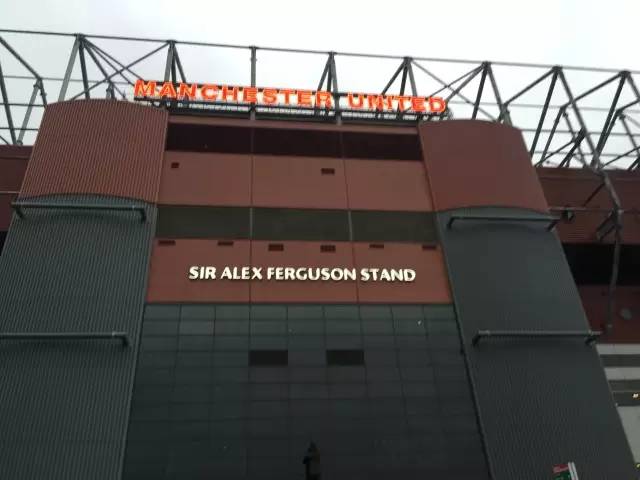 MANCHESTER UNITED
SIR ALEX FERGUSON STAND